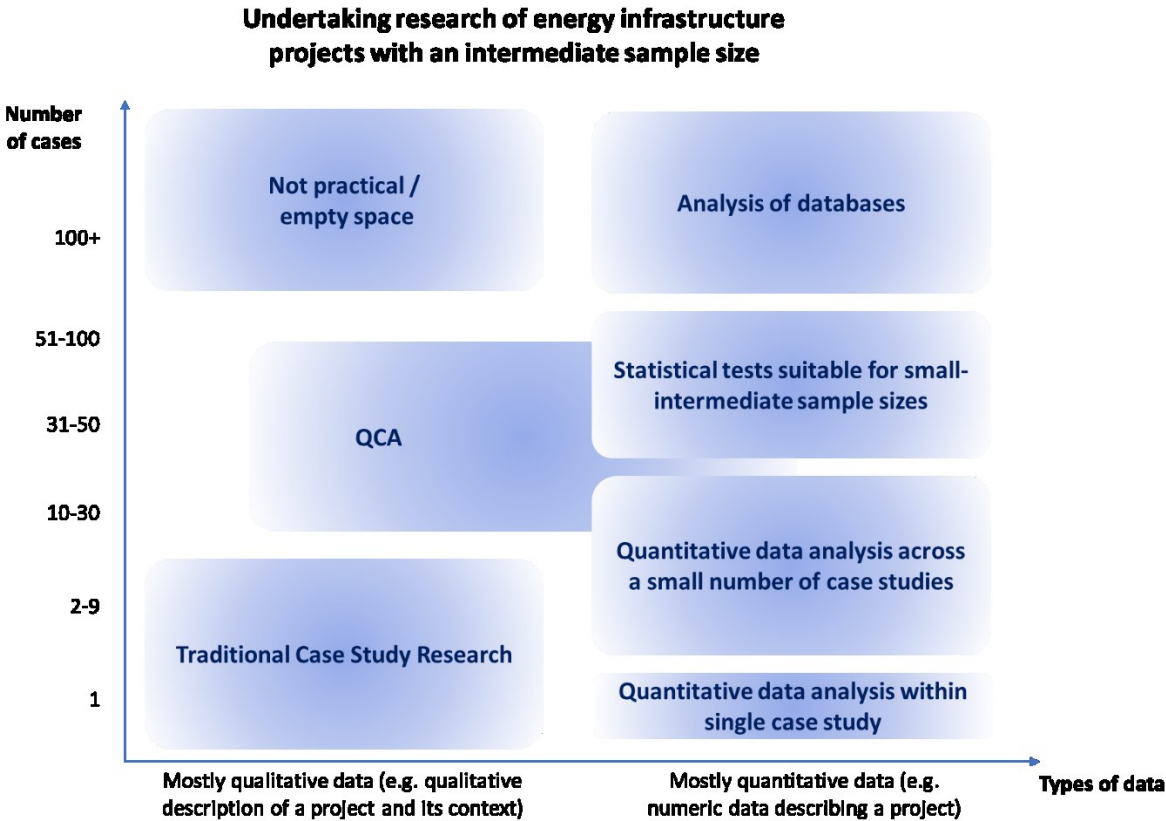 Undertaking research of energy infrastructure
projects with an intermediate sample size
Number
of cases
Not practical /
empty space
Analysis of databases
100+
51-100
Statistical tests suitable for small-
intermediate sample sizes
31-50
QCA
10-30
Quantitative data analysis across
a small number of case studies
2-9
Traditional Case Study Research
1
Quantitative data analysis within
single case study
Mostly qualitative data (e.g. qualitative
description of a project and its context)
Mostly quantitative data (e.g.
numeric data describing a project)
Types of data